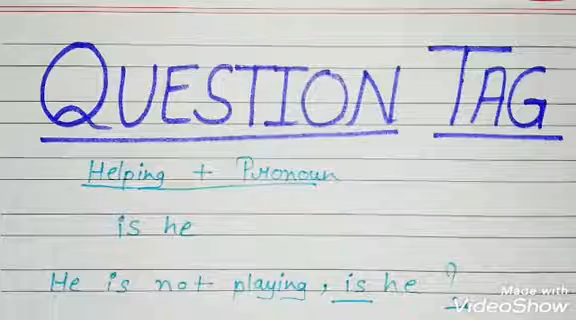 QUESTION TAG
Helping + Pronoun
is he
He is not playing, is he ?
Made with
VideoShow